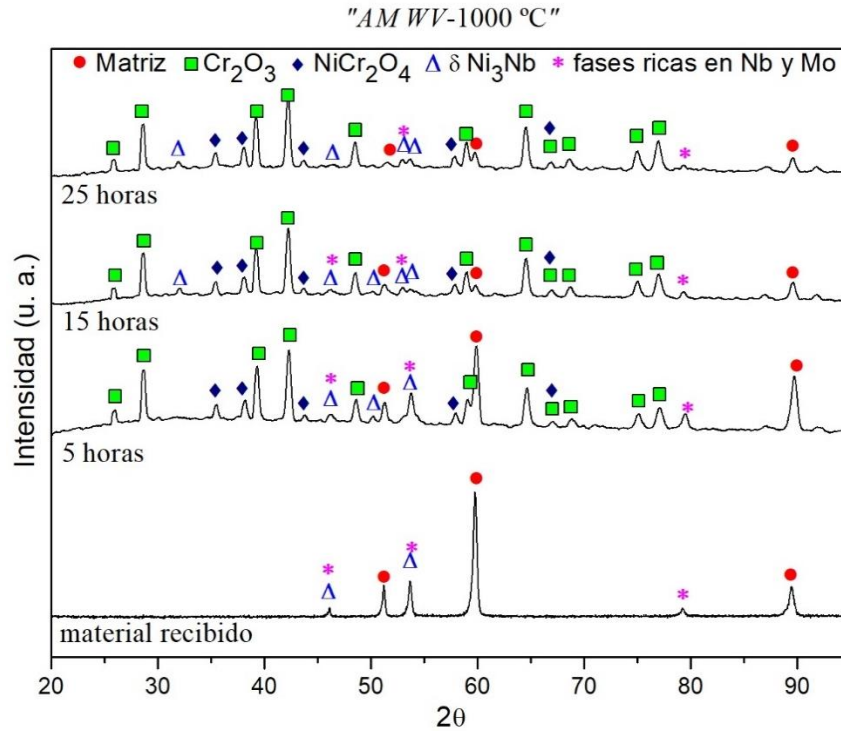 "AM WV-1000 ºC"
Matriz Cr2O3 NiCr2O4 Δ δ Ni3Nb * fases ricas en Nb y Mo
25 horas
15 horas
5 horas
material recibido
Intensidad (u. a.)
20 30 40 50 60 70 80 90
2θ